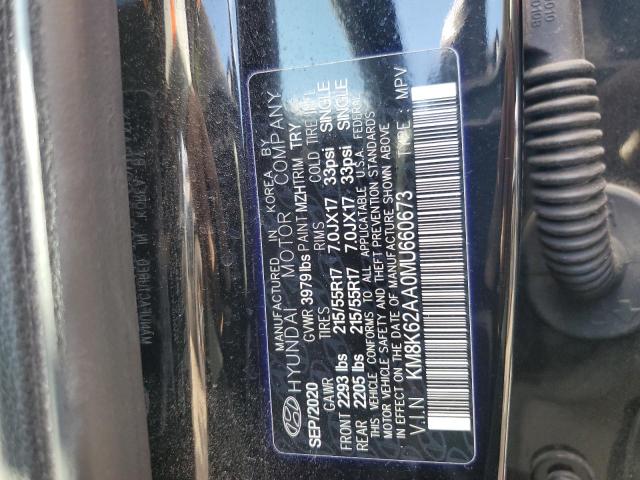 MANUFACTURED IN KOREA BY
HYUNDAI MOTOR COMPANY
SEP/2020 GVWR 3979 lbs PAINT MZH TRIM TRY
GAWR TIRES RIMS COLD TIRE INFL
FRONT 2293 lbs 215/55R17 7.0JX17 33psi SINGLE
REAR 2205 lbs 215/55R17 7.0JX17 33psi SINGLE
THIS VEHICLE CONFORMS TO ALL APPLICABLE U.S.A. FEDERAL
MOTOR VEHICLE SAFETY AND THEFT PREVENTION STANDARDS
IN EFFECT ON THE DATE OF MANUFACTURE SHOWN ABOVE.
V.I.N KM8K62AA0MU660673 TYPE : MPV